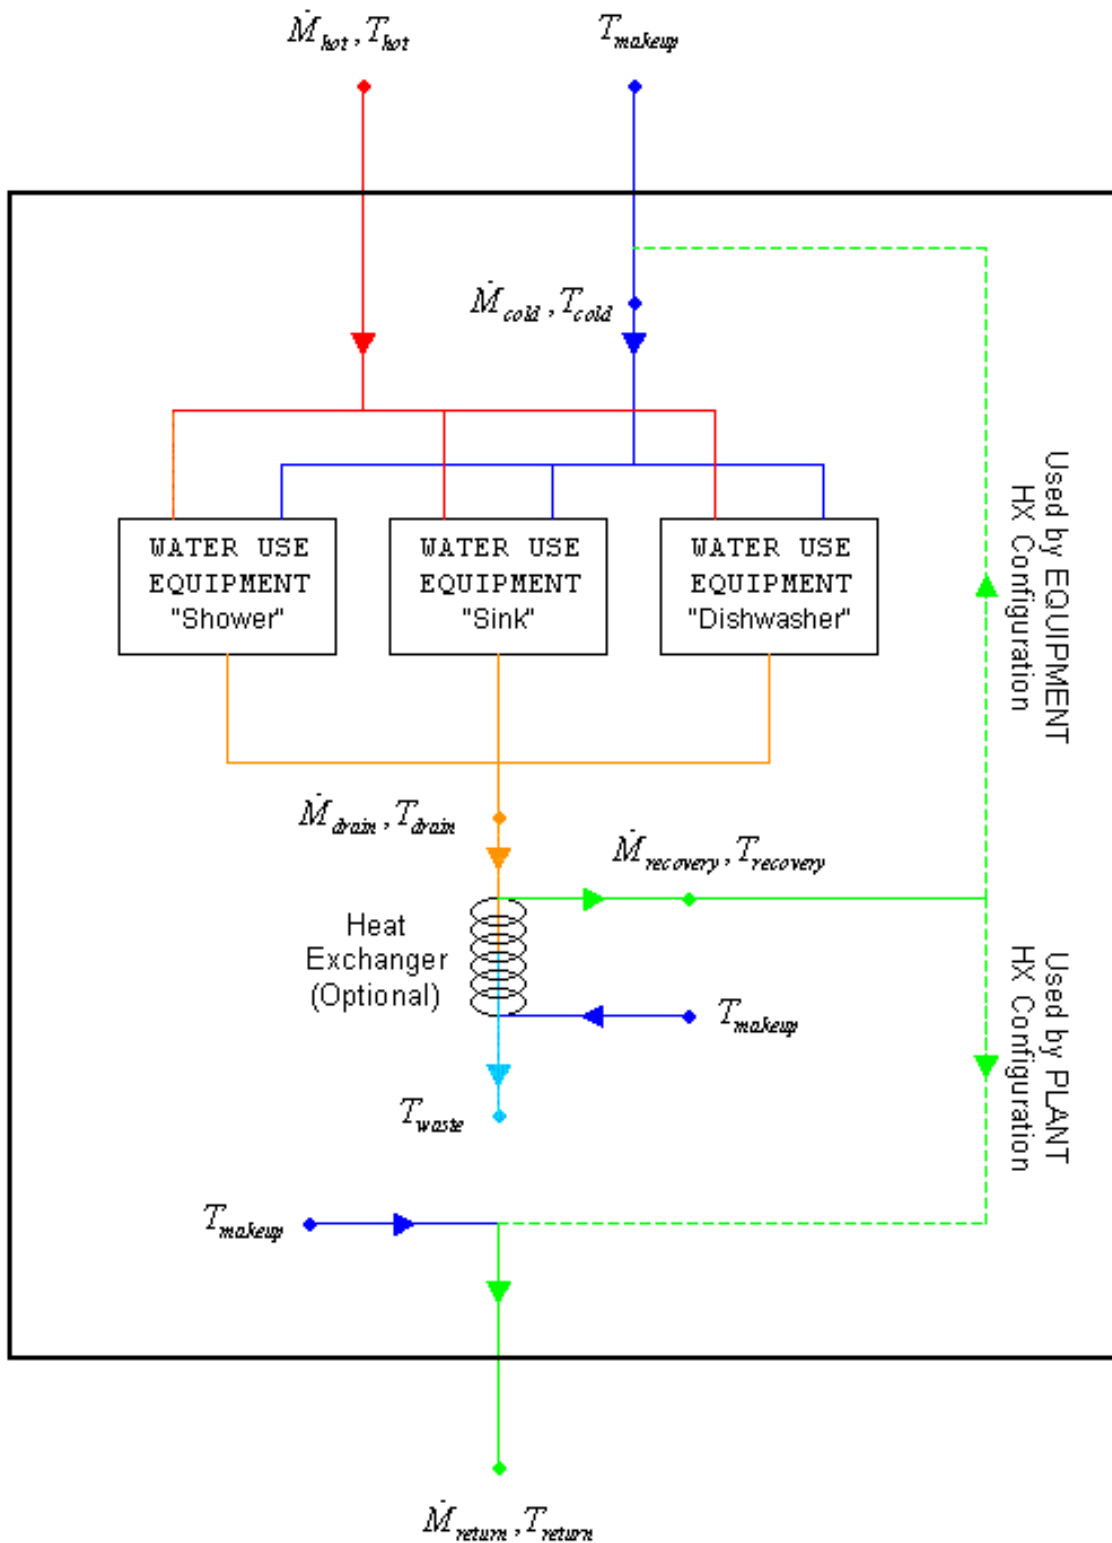 Ṁhot, Thot
Tmakeup
Ṁcold, Tcold
WATER USE
EQUIPMENT
"Shower"
WATER USE
EQUIPMENT
"Sink"
WATER USE
EQUIPMENT
"Dishwasher"
Used by EQUIPMENT
HX Configuration
Ṁdrain, Tdrain
Ṁrecovery, Trecovery
Heat
Exchanger
(Optional)
Tmakeup
Used by PLANT
HX Configuration
Twaste
Tmakeup
Ṁreturn, Treturn